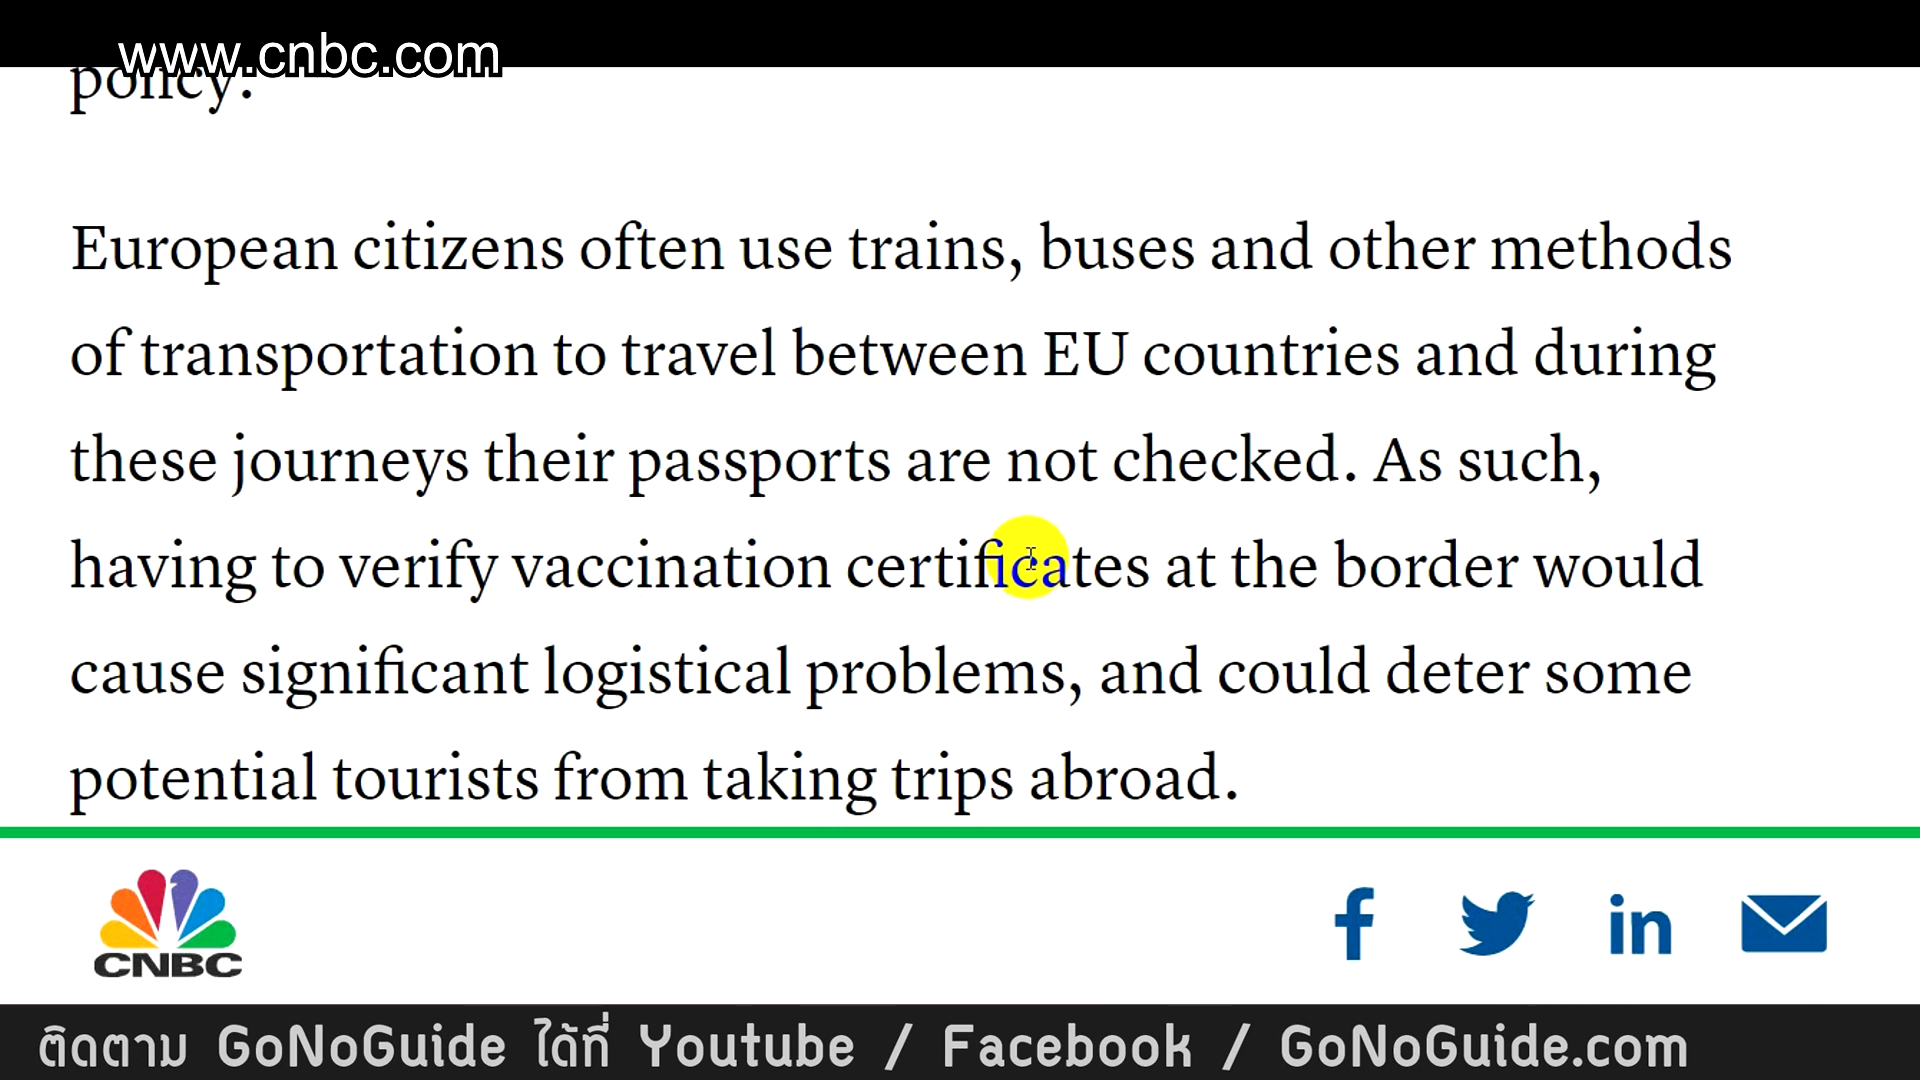 www.cnbc.com
policy.
European citizens often use trains, buses and other methods
of transportation to travel between EU countries and during
these journeys their passports are not checked. As such,
having to verify vaccination certificates at the border would
cause significant logistical problems, and could deter some
potential tourists from taking trips abroad.
CNBC
ติดตาม GoNoGuide ได้ที่ Youtube / Facebook / GoNoGuide.com